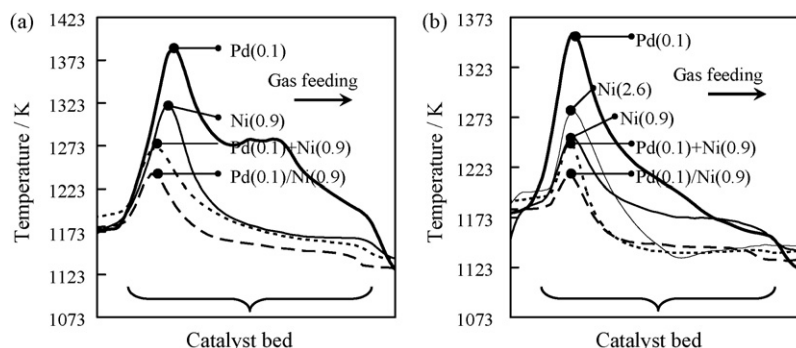 (a)
1423
1373
1323
1273
1223
1173
1123
1073
Temperature / K
Pd(0.1)
Gas feeding
Ni(0.9)
Pd(0.1)+Ni(0.9)
Pd(0.1)/Ni(0.9)
Catalyst bed
(b)
1373
1323
1273
1223
1173
1123
1073
Temperature / K
Pd(0.1)
Ni(2.6)
Gas feeding
Ni(0.9)
Pd(0.1)+Ni(0.9)
Pd(0.1)/Ni(0.9)
Catalyst bed